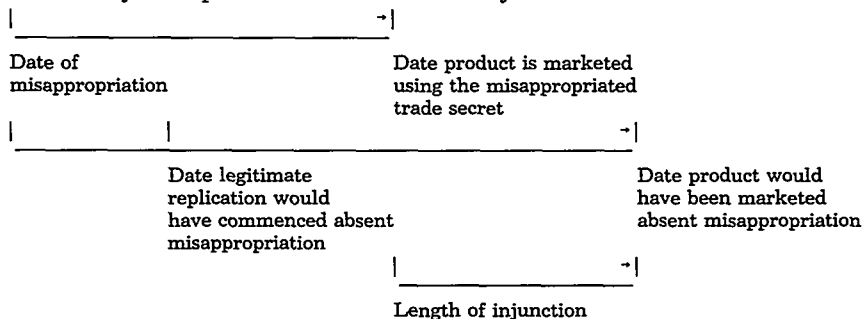 Date of
misappropriation
Date product is marketed
using the misappropriated
trade secret
Date legitimate
replication would
have commenced absent
misappropriation
Date product would
have been marketed
absent misappropriation
Length of injunction